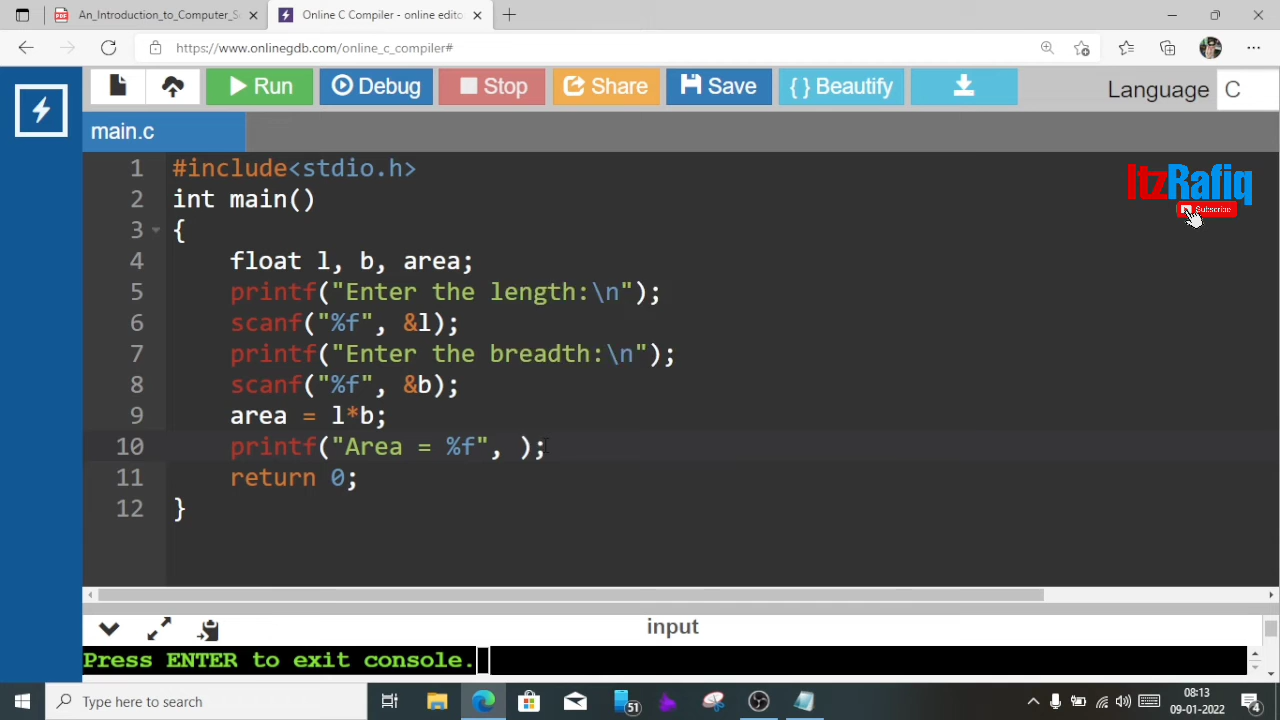 An_Introduction_to_Computer_S
Online C Compiler - online edito
https://www.onlinegdb.com/online_c_compiler#
Run
Debug
Stop
Share
Save
{ } Beautify
Language C
main.c
1 #include<stdio.h>
2 int main()
3 {
4 float l, b, area;
5 printf("Enter the length:\n");
6 scanf("%f", &l);
7 printf("Enter the breadth:\n");
8 scanf("%f", &b);
9 area = l*b;
10 printf("Area = %f", );
11 return 0;
12 }
ItzRafiq
Subscribe
input
Press ENTER to exit console.
Type here to search
51
08:13
09-01-2022
4